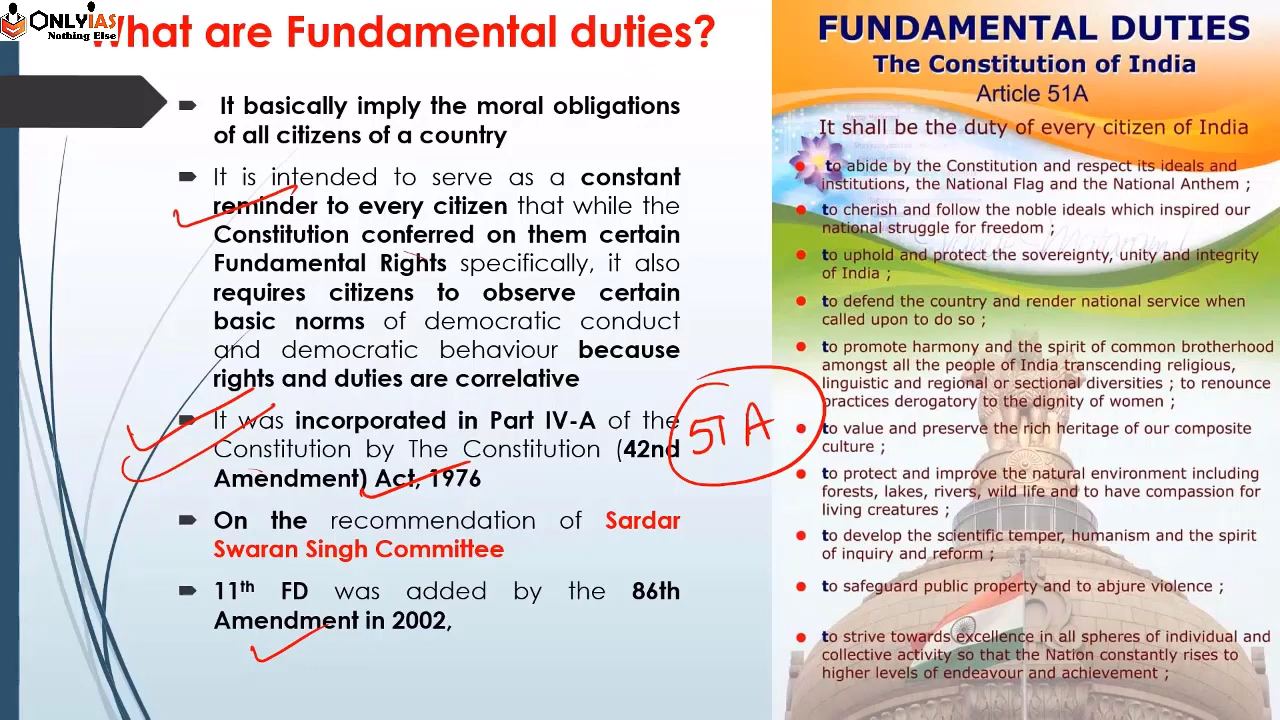 ONLYIAS
Nothing Else
What are Fundamental duties?
It basically imply the moral obligations
of all citizens of a country
It is intended to serve as a constant
reminder to every citizen that while the
Constitution conferred on them certain
Fundamental Rights specifically, it also
requires citizens to observe certain
basic norms of democratic conduct
and democratic behaviour because
rights and duties are correlative
It was incorporated in Part IV-A of the
Constitution by The Constitution (42nd
Amendment) Act, 1976
On the recommendation of Sardar
Swaran Singh Committee
11th FD was added by the 86th
Amendment in 2002,
51A
FUNDAMENTAL DUTIES
The Constitution of India
Article 51A
It shall be the duty of every citizen of India
to abide by the Constitution and respect its ideals and
institutions, the National Flag and the National Anthem ;
to cherish and follow the noble ideals which inspired our
national struggle for freedom ;
to uphold and protect the sovereignty, unity and integrity
of India ;
to defend the country and render national service when
called upon to do so ;
to promote harmony and the spirit of common brotherhood
amongst all the people of India transcending religious,
linguistic and regional or sectional diversities ; to renounce
practices derogatory to the dignity of women ;
to value and preserve the rich heritage of our composite
culture ;
to protect and improve the natural environment including
forests, lakes, rivers, wild life and to have compassion for
living creatures ;
to develop the scientific temper, humanism and the spirit
of inquiry and reform ;
to safeguard public property and to abjure violence ;
to strive towards excellence in all spheres of individual and
collective activity so that the Nation constantly rises to
higher levels of endeavour and achievement ;